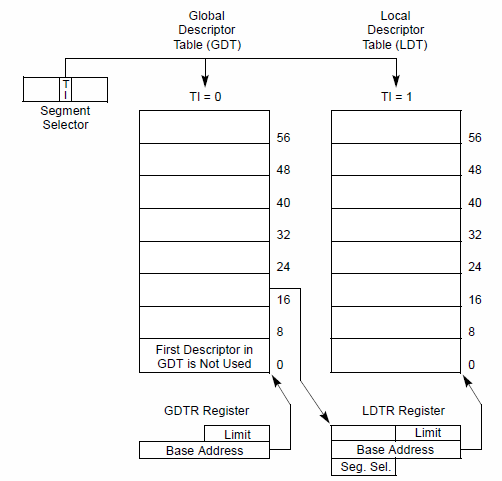 Global
Descriptor
Table (GDT)
Local
Descriptor
Table (LDT)
T
I
Segment
Selector
TI = 0
TI = 1
56
48
40
32
24
16
8
0
First Descriptor in
GDT is Not Used
56
48
40
32
24
16
8
0
GDTR Register
Limit
Base Address
LDTR Register
Limit
Base Address
Seg. Sel.